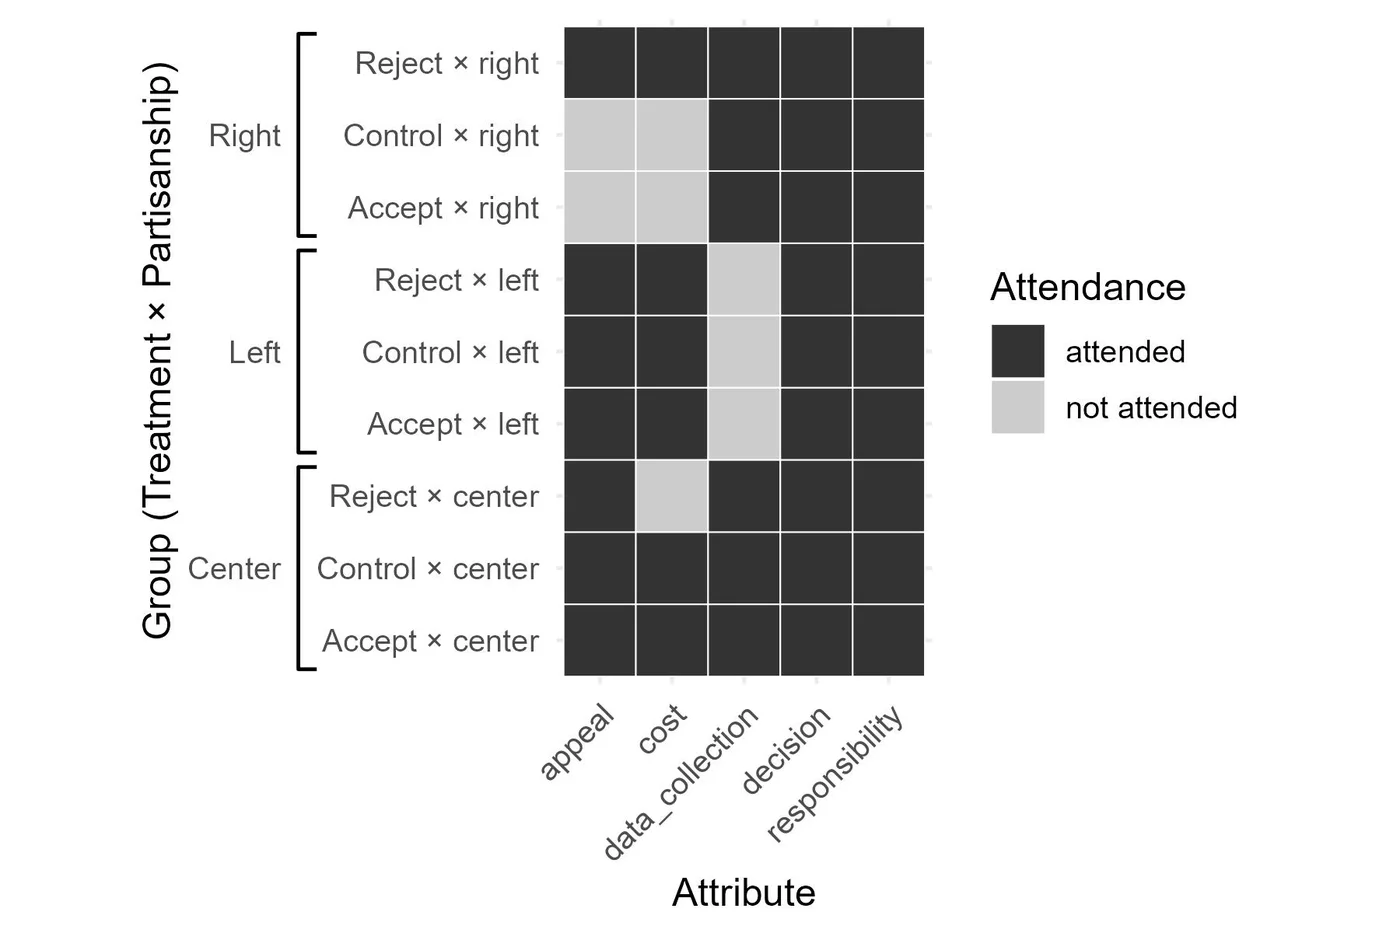 Group (Treatment × Partisanship)
Right
Left
Center
Reject × right
Control × right
Accept × right
Reject × left
Control × left
Accept × left
Reject × center
Control × center
Accept × center
appeal
cost
data_collection
decision
responsibility
Attribute
Attendance
attended
not attended